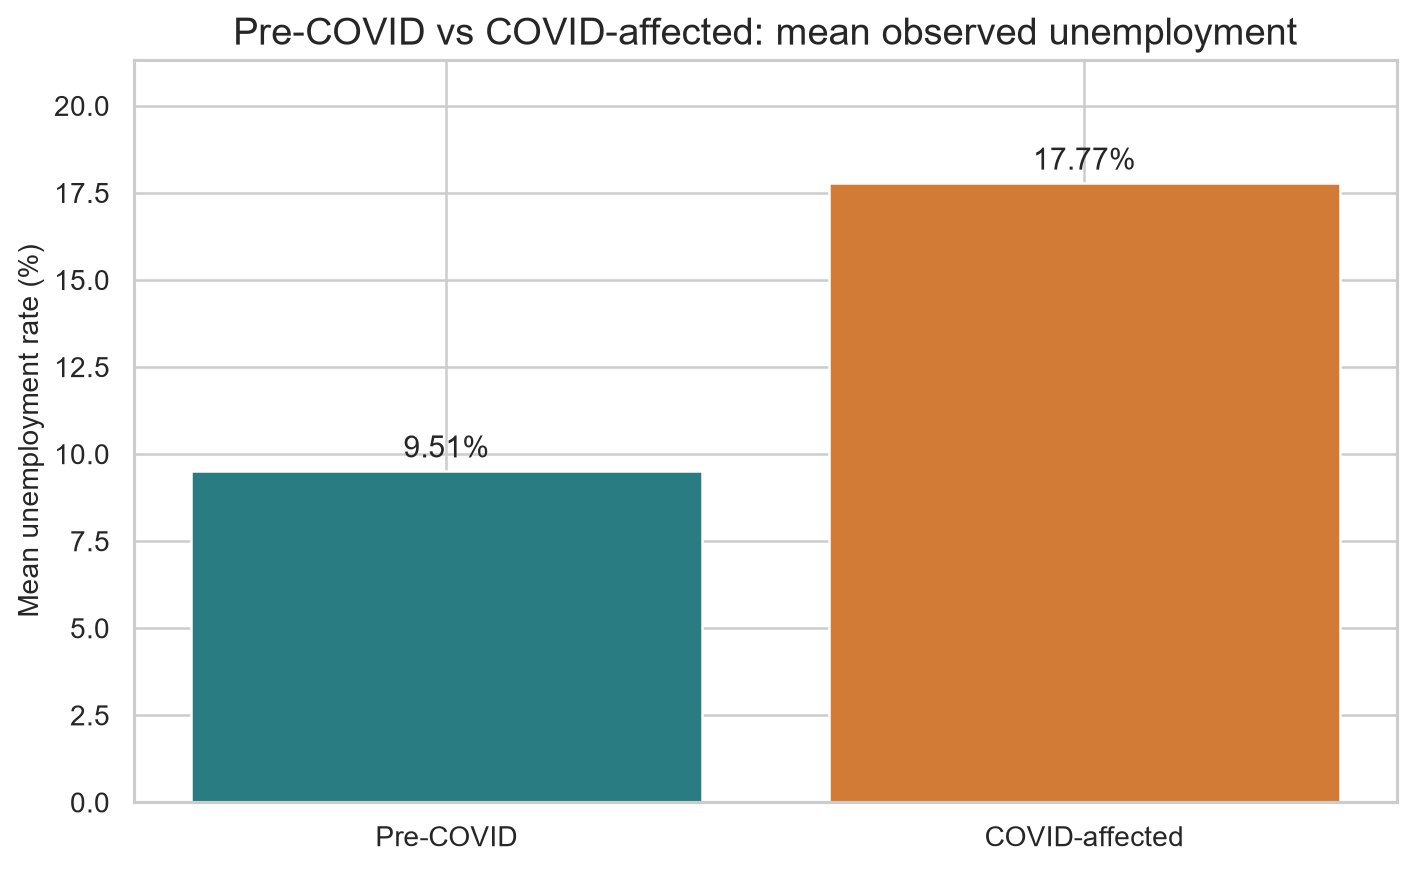 Pre-COVID vs COVID-affected: mean observed unemployment
Mean unemployment rate (%)
20.0
17.5
15.0
12.5
10.0
7.5
5.0
2.5
0.0
17.77%
9.51%
Pre-COVID
COVID-affected